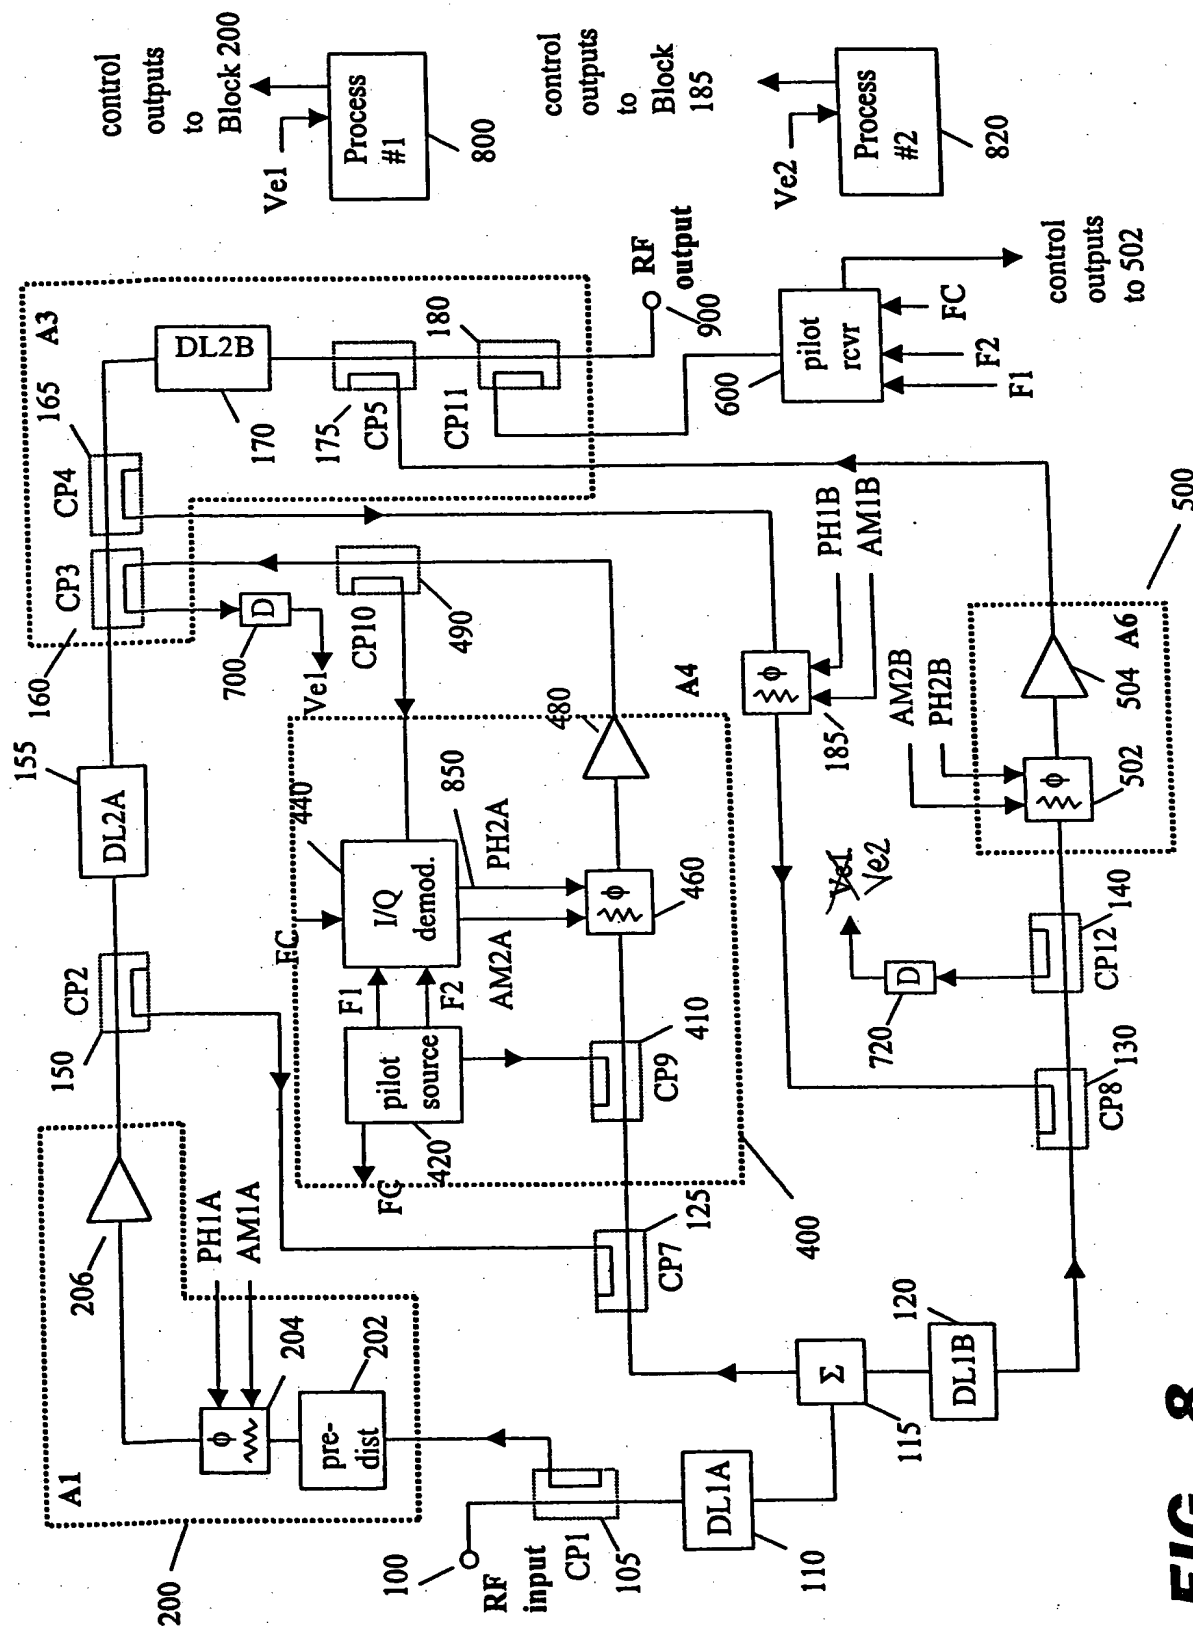 A1
200
206
PH1A
AM1A
204
202
ϕ
pre-
dist
100
RF
input
CP1
105
DL1A
110
Σ
115
DL1B
120
CP2
150
DL2A
155
CP7
125
400
FC
pilot
source
420
F1
F2
FC
440
I/Q
demod.
850
PH2A
AM2A
CP9
410
ϕ
460
480
A4
CP10
490
D
700
Ve1
160
CP3
CP4
165
A3
DL2B
170
175
CP5
CP11
180
RF
output
900
ϕ
185
PH1B
AM1B
CP8
130
CP12
140
D
720
Ve1
Ve2
AM2B
PH2B
ϕ
502
504
A6
500
600
pilot
rcvr
F1
F2
FC
control
outputs
to 502
control
outputs
to
Block 200
Ve1
Process
#1
800
control
outputs
to
Block
185
Ve2
Process
#2
820
FIG. 8